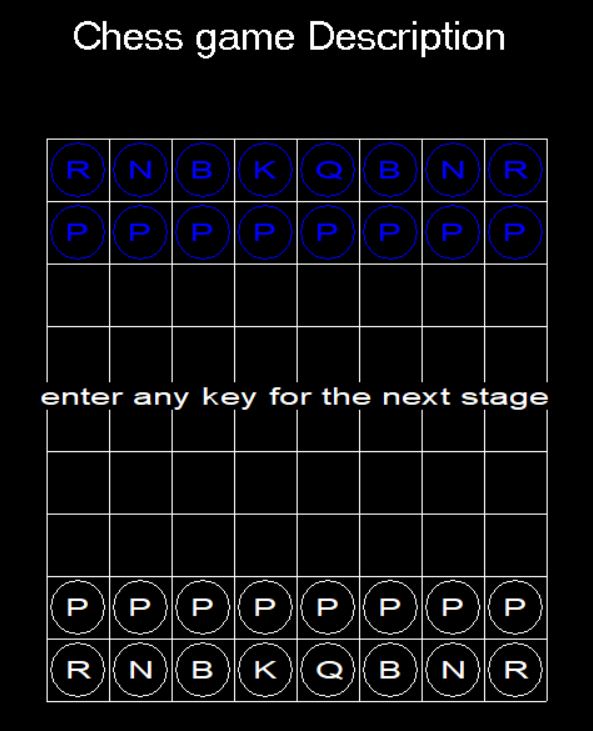 Chess game Description
R N B K Q B N R
P P P P P P P P
enter any key for the next stage
P P P P P P P P
R N B K Q B N R